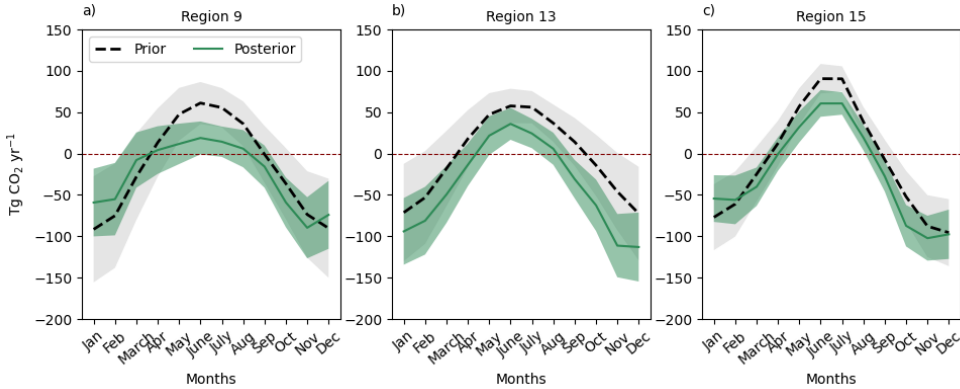 a) Region 9
b) Region 13
c) Region 15
Prior Posterior
Tg CO₂ yr⁻¹
150
100
50
0
−50
−100
−150
−200
150
100
50
0
−50
−100
−150
−200
150
100
50
0
−50
−100
−150
−200
Jan Feb March Apr May June July Aug Sep Oct Nov Dec
Jan Feb March Apr May June July Aug Sep Oct Nov Dec
Jan Feb March Apr May June July Aug Sep Oct Nov Dec
Months
Months
Months